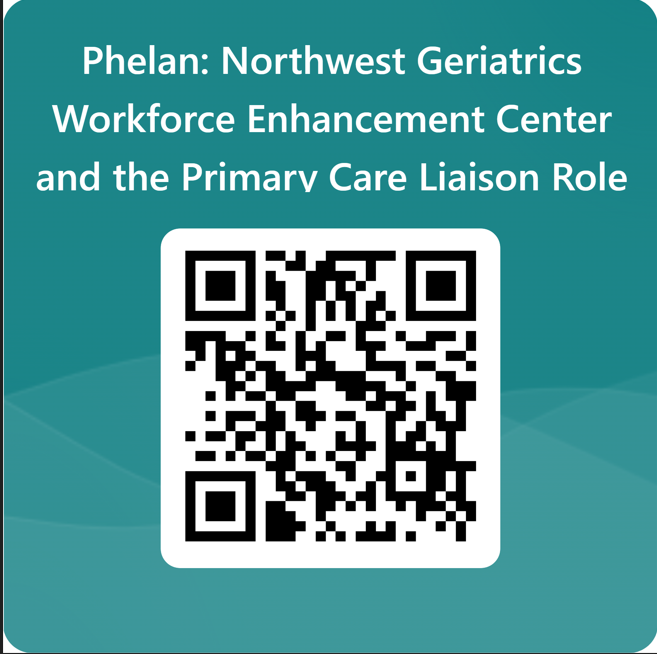 Phelan: Northwest Geriatrics
Workforce Enhancement Center
and the Primary Care Liaison Role